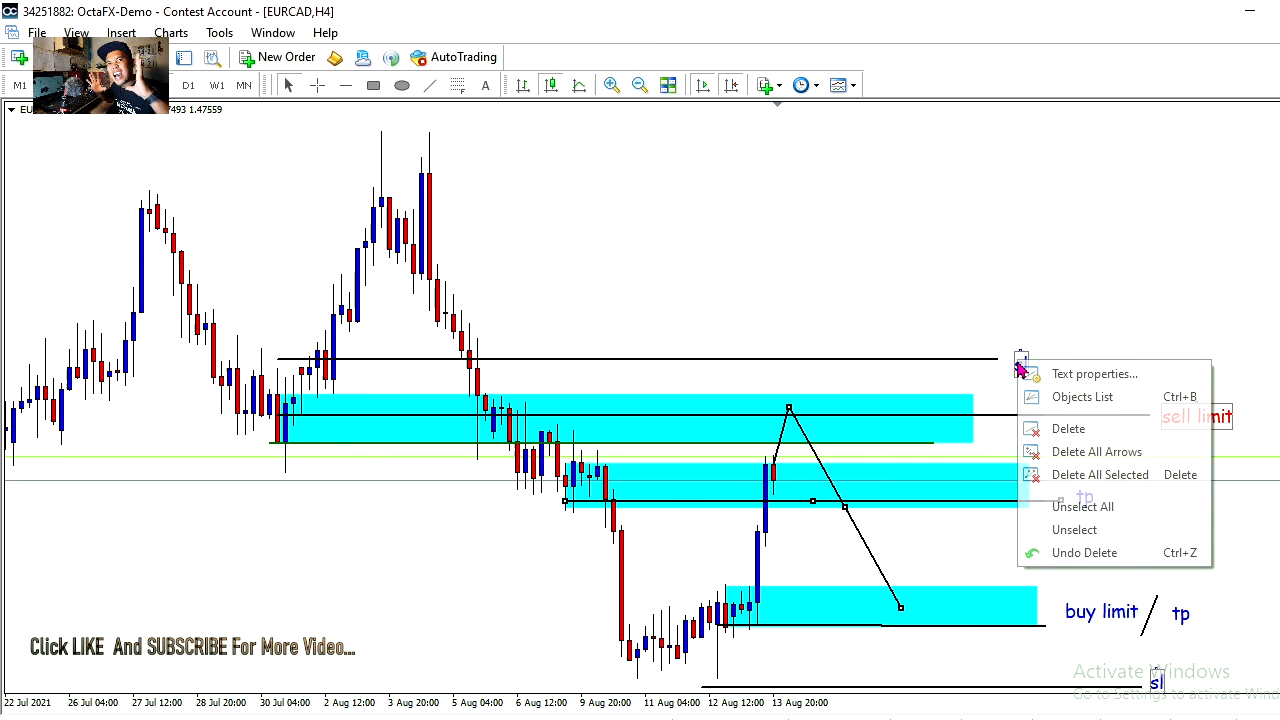 34251882: OctaFX-Demo - Contest Account - [EURCAD,H4]
File View Insert Charts Tools Window Help
New Order AutoTrading
M1 D1 W1 MN A
7493 1.47559
Text properties...
Objects List Ctrl+B
Delete
sell limit
Delete All Arrows
Delete All Selected Delete
tp
Unselect All
Unselect
Undo Delete Ctrl+Z
buy limit / tp
Click LIKE And SUBSCRIBE For More Video...
Activate Windows
Go to Settings to activate Wind
sl
22 Jul 2021 26 Jul 04:00 27 Jul 12:00 28 Jul 20:00 30 Jul 04:00 2 Aug 12:00 3 Aug 20:00 5 Aug 04:00 6 Aug 12:00 9 Aug 20:00 11 Aug 04:00 12 Aug 12:00 13 Aug 20:00